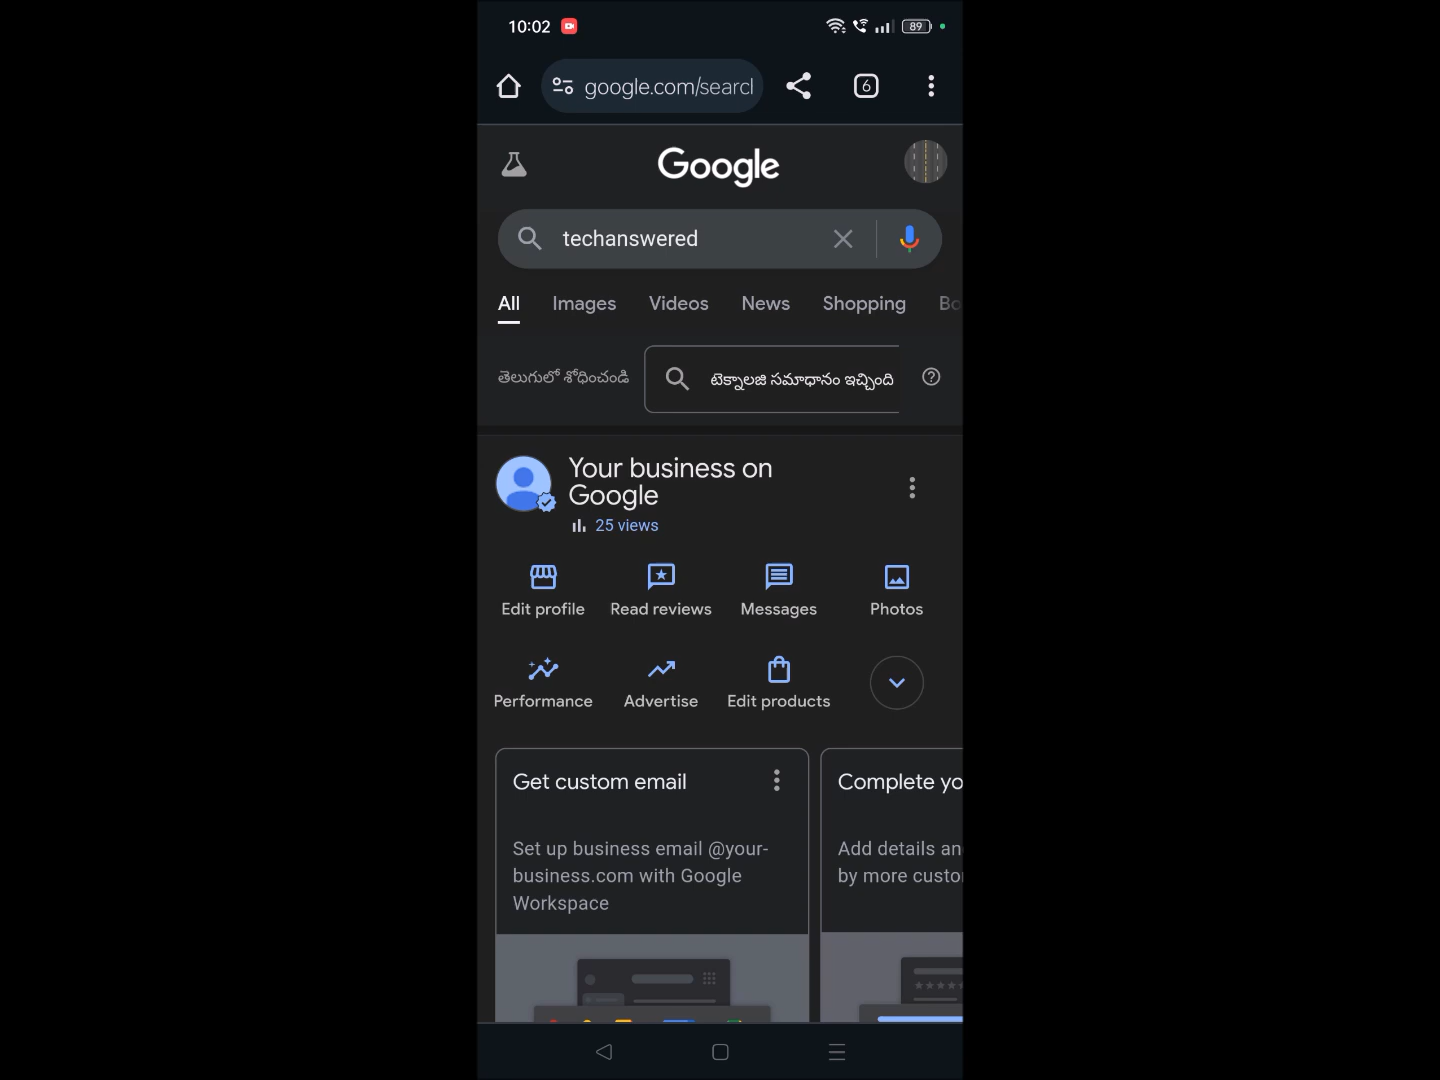 10:02
89
google.com/searcl
6
Google
techanswered
All Images Videos News Shopping Bo
తెలుగులో శోధించండి
టెక్నాలజి సమాధానం ఇచ్చింది
Your business on
Google
25 views
Edit profile Read reviews Messages Photos
Performance Advertise Edit products
Get custom email
Set up business email @your-
business.com with Google
Workspace
Complete yo
Add details an
by more custo